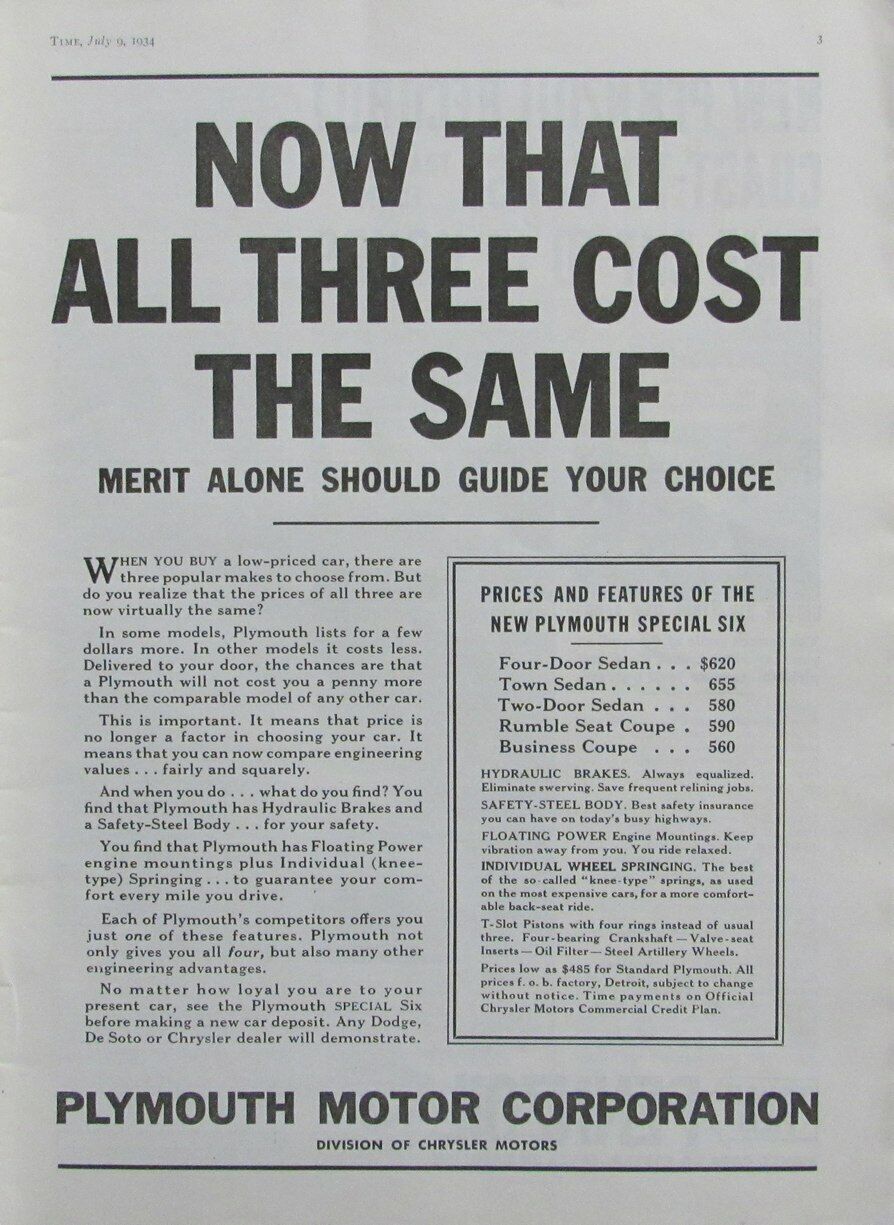 TIME, July 9, 1934
3
NOW THAT
ALL THREE COST
THE SAME
MERIT ALONE SHOULD GUIDE YOUR CHOICE
WHEN YOU BUY a low-priced car, there are
three popular makes to choose from. But
do you realize that the prices of all three are
now virtually the same?
In some models, Plymouth lists for a few
dollars more. In other models it costs less.
Delivered to your door, the chances are that
a Plymouth will not cost you a penny more
than the comparable model of any other car.
This is important. It means that price is
no longer a factor in choosing your car. It
means that you can now compare engineering
values . . . fairly and squarely.
And when you do . . . what do you find? You
find that Plymouth has Hydraulic Brakes and
a Safety-Steel Body . . . for your safety.
You find that Plymouth has Floating Power
engine mountings plus Individual (knee-
type) Springing . . . to guarantee your com-
fort every mile you drive.
Each of Plymouth's competitors offers you
just one of these features. Plymouth not
only gives you all four, but also many other
engineering advantages.
No matter how loyal you are to your
present car, see the Plymouth SPECIAL Six
before making a new car deposit. Any Dodge,
De Soto or Chrysler dealer will demonstrate.
PRICES AND FEATURES OF THE
NEW PLYMOUTH SPECIAL SIX
Four-Door Sedan . . . $620
Town Sedan . . . . . . 655
Two-Door Sedan . . . 580
Rumble Seat Coupe . 590
Business Coupe . . . 560
HYDRAULIC BRAKES. Always equalized.
Eliminate swerving. Save frequent relining jobs.
SAFETY-STEEL BODY. Best safety insurance
you can have on today's busy highways.
FLOATING POWER Engine Mountings. Keep
vibration away from you. You ride relaxed.
INDIVIDUAL WHEEL SPRINGING. The best
of the so-called "knee-type" springs, as used
on the most expensive cars, for a more comfort-
able back-seat ride.
T-Slot Pistons with four rings instead of usual
three. Four-bearing Crankshaft — Valve-seat
Inserts — Oil Filter — Steel Artillery Wheels.
Prices low as $485 for Standard Plymouth. All
prices f. o. b. factory, Detroit, subject to change
without notice. Time payments on Official
Chrysler Motors Commercial Credit Plan.
PLYMOUTH MOTOR CORPORATION
DIVISION OF CHRYSLER MOTORS